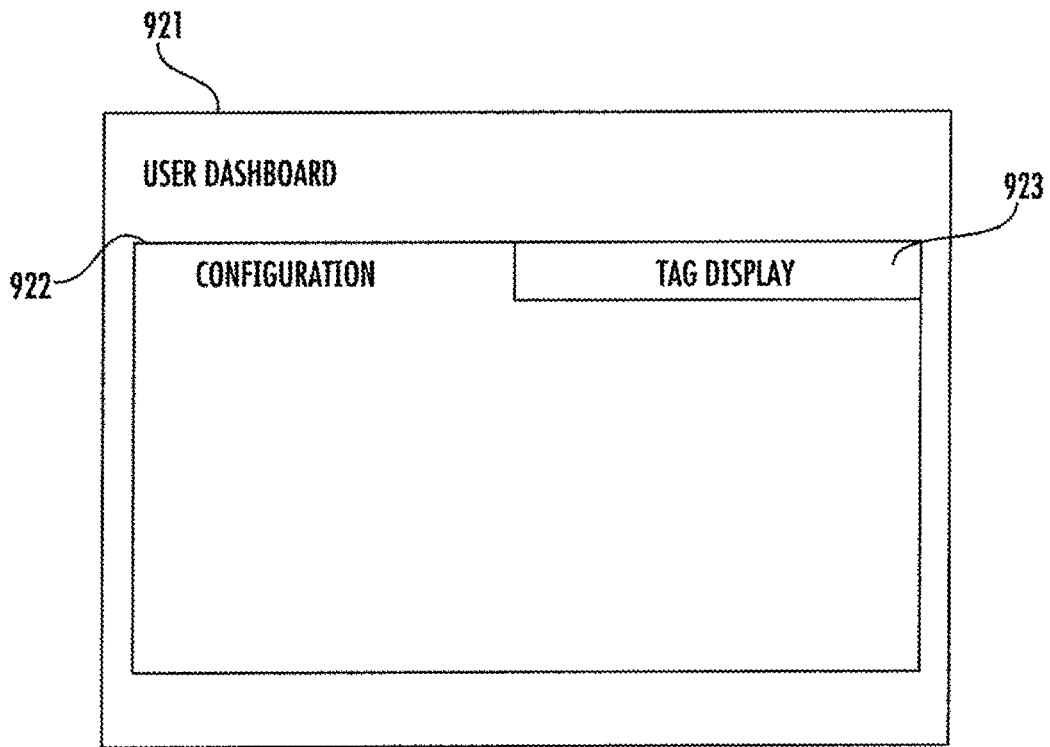 921
USER DASHBOARD
923
922
CONFIGURATION
TAG DISPLAY